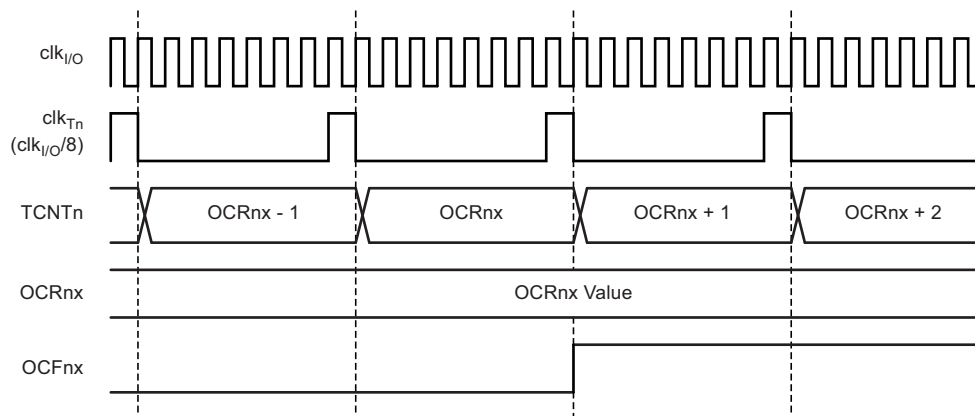 clkI/O
clkTn
(clkI/O/8)
TCNTn
OCRnx - 1
OCRnx
OCRnx + 1
OCRnx + 2
OCRnx
OCRnx Value
OCFnx